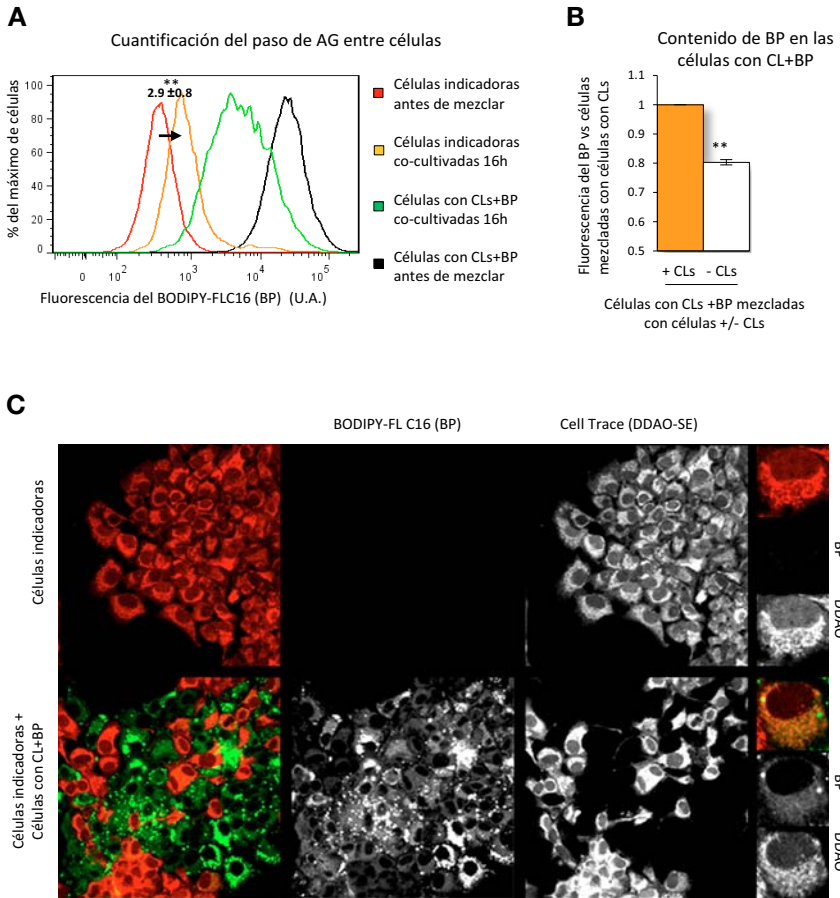 A
Cuantificación del paso de AG entre células
**
2.9 ±0.8
% del máximo de células
100
80
60
40
20
0
0 10² 10³ 10⁴ 10⁵
Fluorescencia del BODIPY-FLC16 (BP) (U.A.)
Células indicadoras
antes de mezclar
Células indicadoras
co-cultivadas 16h
Células con CLs+BP
co-cultivadas 16h
Células con CLs+BP
antes de mezclar
B
Contenido de BP en las
células con CL+BP
Fluorescencia del BP vs células
mezcladas con células con CLs
1.1
1
0.9
0.8
0.7
0.6
0.5
**
+ CLs - CLs
Células con CLs +BP mezcladas
con células +/- CLs
C
BODIPY-FL C16 (BP) Cell Trace (DDAO-SE)
Células indicadoras
BP
DDAO
Células indicadoras +
Células con CL+BP
BP
DDAO